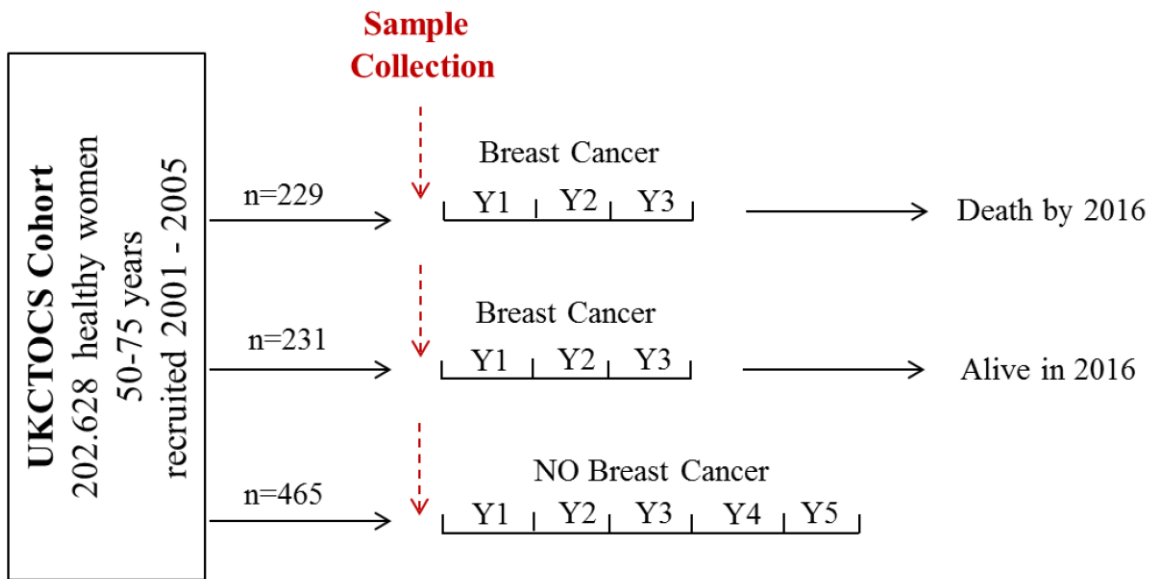 UKCTOCS Cohort
202.628 healthy women
50-75 years
recruited 2001 - 2005
Sample
Collection
n=229
Breast Cancer
Y1 Y2 Y3
Death by 2016
n=231
Breast Cancer
Y1 Y2 Y3
Alive in 2016
n=465
NO Breast Cancer
Y1 Y2 Y3 Y4 Y5